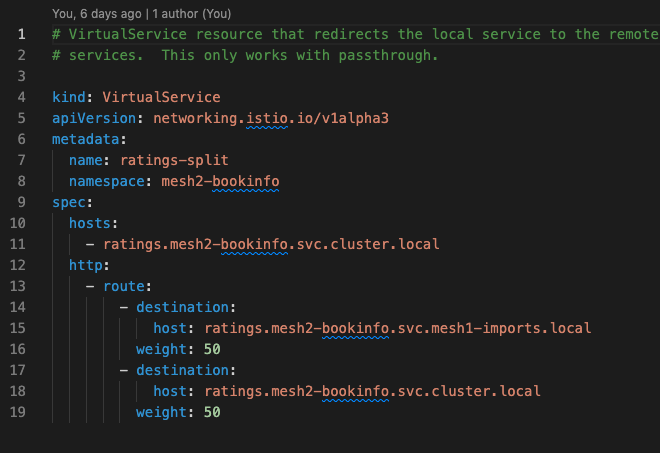 You, 6 days ago | 1 author (You)
1 # VirtualService resource that redirects the local service to the remote
2 # services.  This only works with passthrough.
3
4 kind: VirtualService
5 apiVersion: networking.istio.io/v1alpha3
6 metadata:
7   name: ratings-split
8   namespace: mesh2-bookinfo
9 spec:
10   hosts:
11     - ratings.mesh2-bookinfo.svc.cluster.local
12   http:
13     - route:
14         - destination:
15             host: ratings.mesh2-bookinfo.svc.mesh1-imports.local
16           weight: 50
17         - destination:
18             host: ratings.mesh2-bookinfo.svc.cluster.local
19           weight: 50